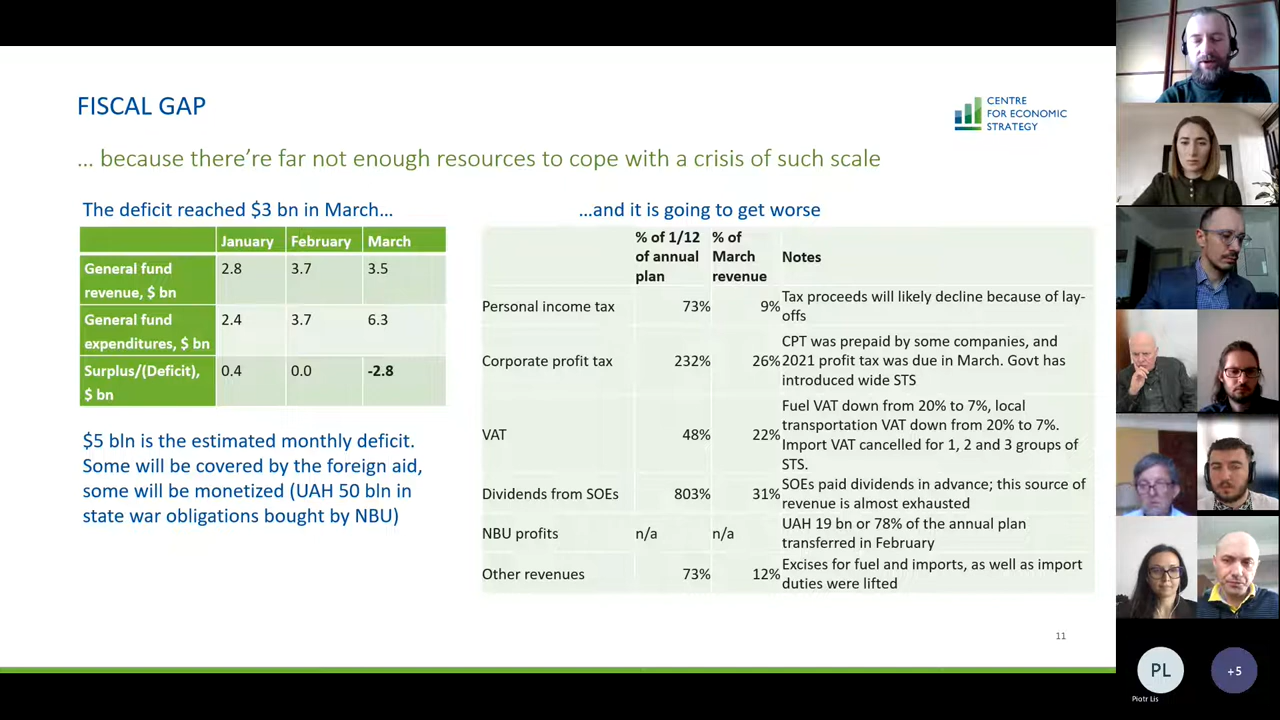 FISCAL GAP
CENTRE
FOR ECONOMIC
STRATEGY
... because there're far not enough resources to cope with a crisis of such scale
The deficit reached $3 bn in March...
January February March
General fund revenue, $ bn 2.8 3.7 3.5
General fund expenditures, $ bn 2.4 3.7 6.3
Surplus/(Deficit), $ bn 0.4 0.0 -2.8
$5 bln is the estimated monthly deficit.
Some will be covered by the foreign aid,
some will be monetized (UAH 50 bln in
state war obligations bought by NBU)
...and it is going to get worse
% of 1/12 of annual plan % of March revenue Notes
Personal income tax 73% 9% Tax proceeds will likely decline because of lay-
offs
Corporate profit tax 232% 26% CPT was prepaid by some companies, and
2021 profit tax was due in March. Govt has
introduced wide STS
VAT 48% 22% Fuel VAT down from 20% to 7%, local
transportation VAT down from 20% to 7%.
Import VAT cancelled for 1, 2 and 3 groups of
STS.
Dividends from SOEs 803% 31% SOEs paid dividends in advance; this source of
revenue is almost exhausted
NBU profits n/a n/a UAH 19 bn or 78% of the annual plan
transferred in February
Other revenues 73% 12% Excises for fuel and imports, as well as import
duties were lifted
11
PL
Piotr Lis
+5